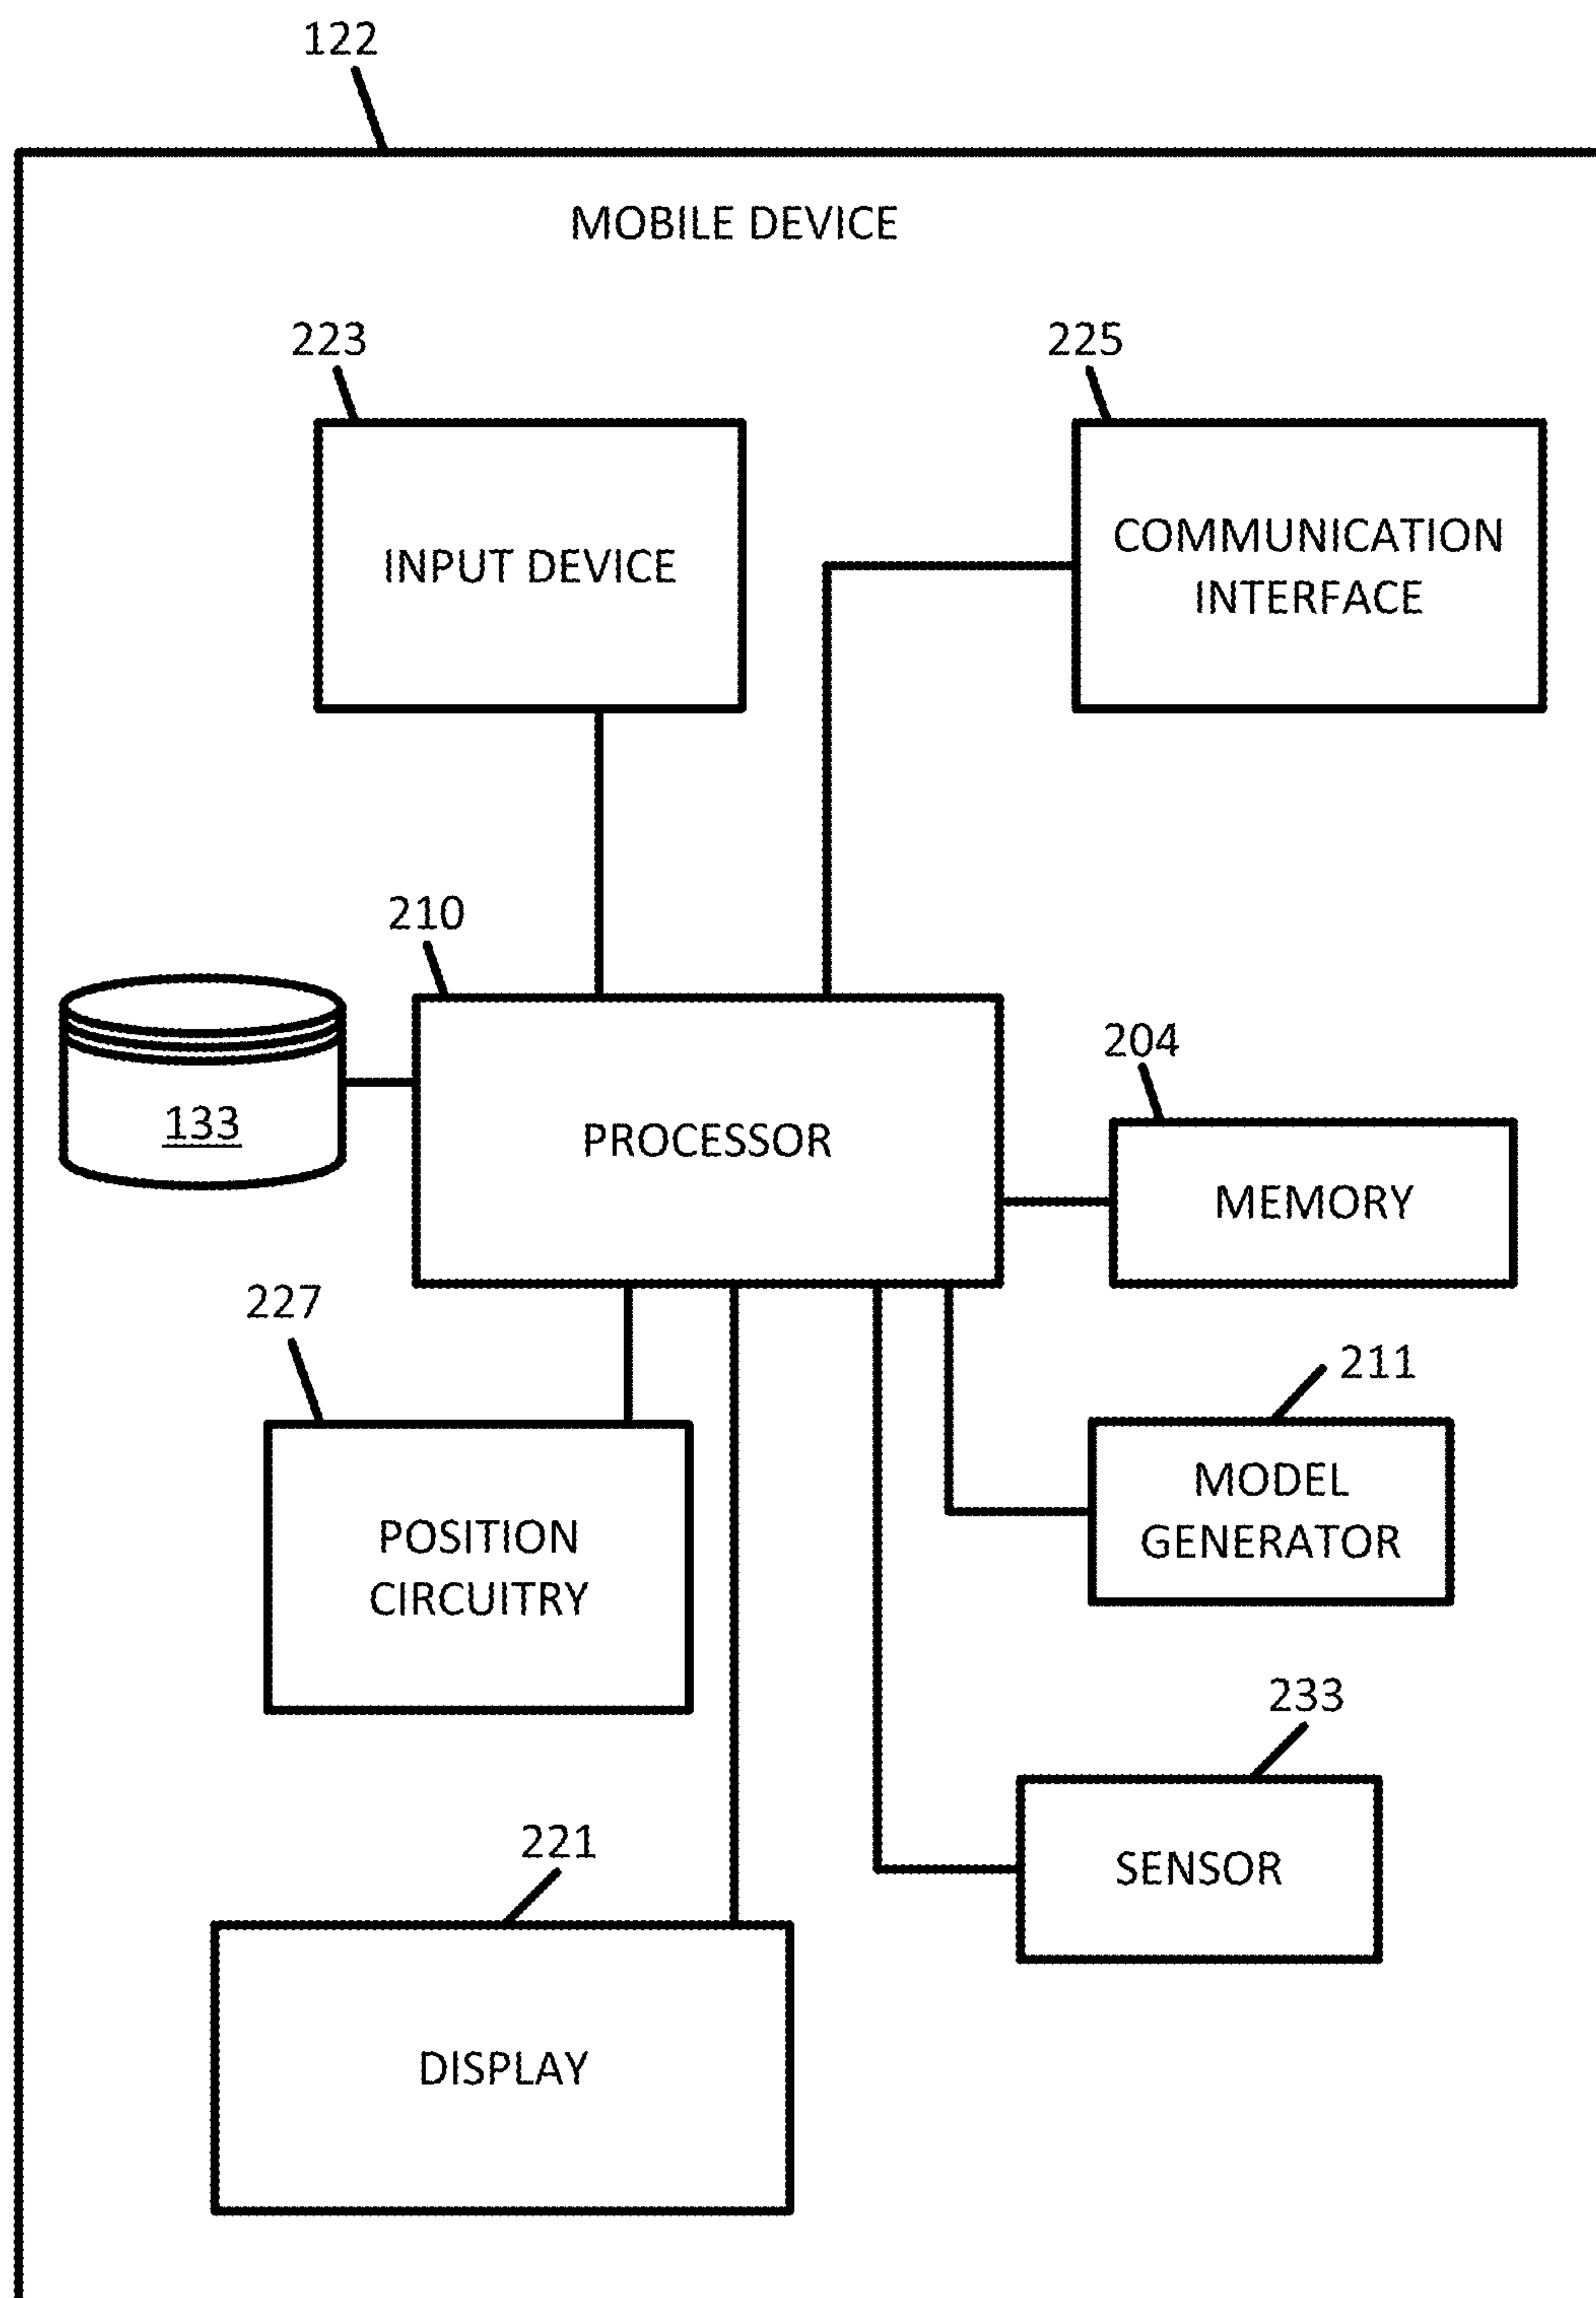 122
MOBILE DEVICE
223
225
INPUT DEVICE
COMMUNICATION
INTERFACE
210
133
PROCESSOR
204
MEMORY
227
211
POSITION
CIRCUITRY
MODEL
GENERATOR
233
SENSOR
221
DISPLAY